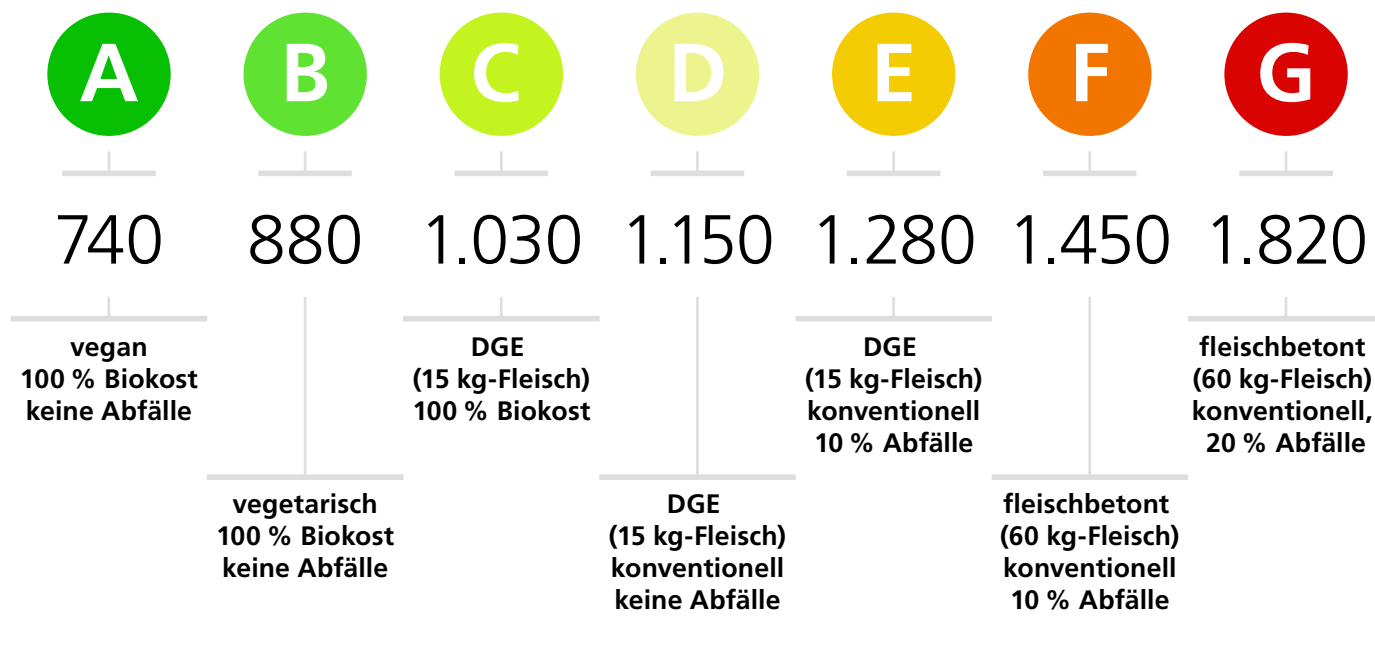 A
B
C
D
E
F
G
740
880
1.030
1.150
1.280
1.450
1.820
vegan
100 % Biokost
keine Abfälle
vegetarisch
100 % Biokost
keine Abfälle
DGE
(15 kg-Fleisch)
100 % Biokost
DGE
(15 kg-Fleisch)
konventionell
keine Abfälle
DGE
(15 kg-Fleisch)
konventionell
10 % Abfälle
fleischbetont
(60 kg-Fleisch)
konventionell
10 % Abfälle
fleischbetont
(60 kg-Fleisch)
konventionell,
20 % Abfälle